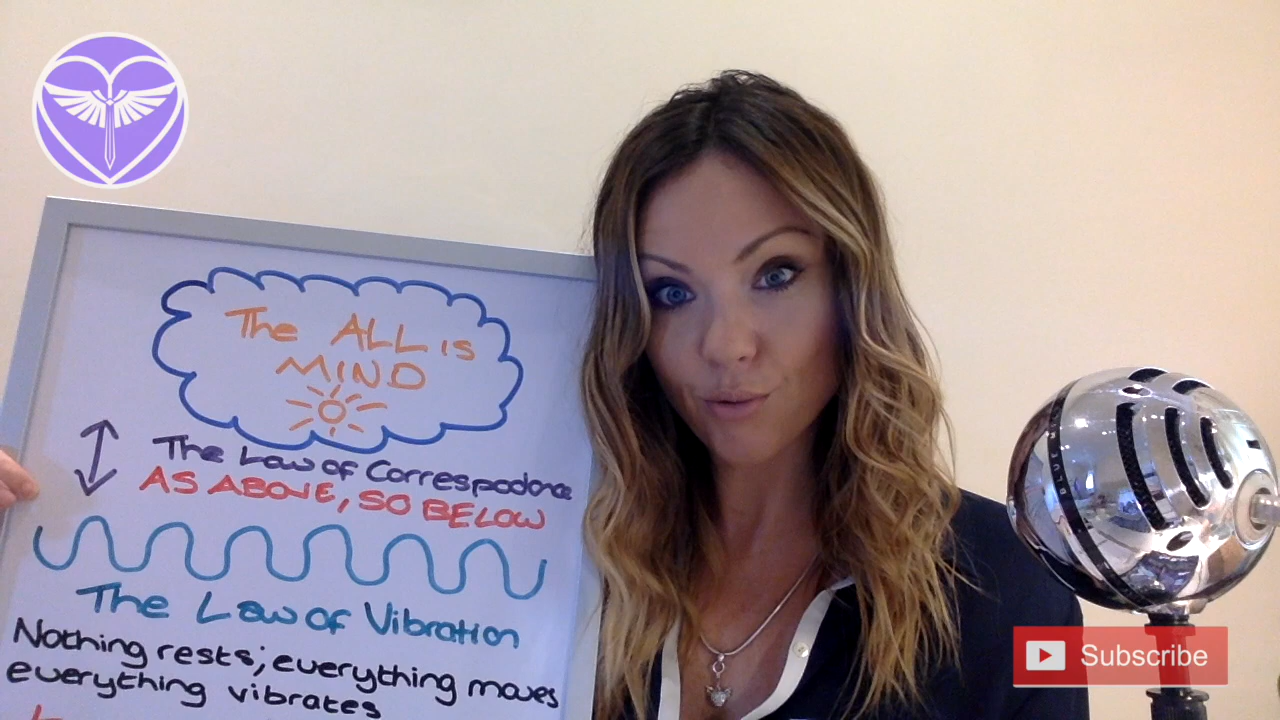 The ALL is
MIND
The Law of Correspodence
AS ABOVE, SO BELOW
The Law of Vibration
Nothing rests; everything moves
everything vibrates
BLUE
Subscribe